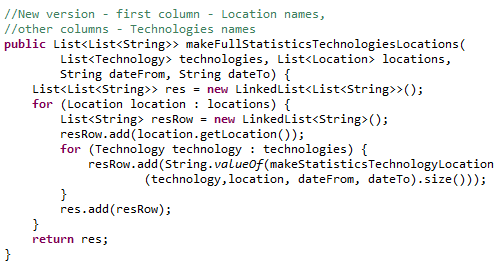 //New version - first column - Location names,
//other columns - Technologies names
public List<List<String>> makeFullStatisticsTechnologiesLocations(
List<Technology> technologies, List<Location> locations,
String dateFrom, String dateTo) {
List<List<String>> res = new LinkedList<List<String>>();
for (Location location : locations) {
List<String> resRow = new LinkedList<String>();
resRow.add(location.getLocation());
for (Technology technology : technologies) {
resRow.add(String.valueOf(makeStatisticsTechnologyLocation
(technology,location, dateFrom, dateTo).size()));
}
res.add(resRow);
}
return res;
}